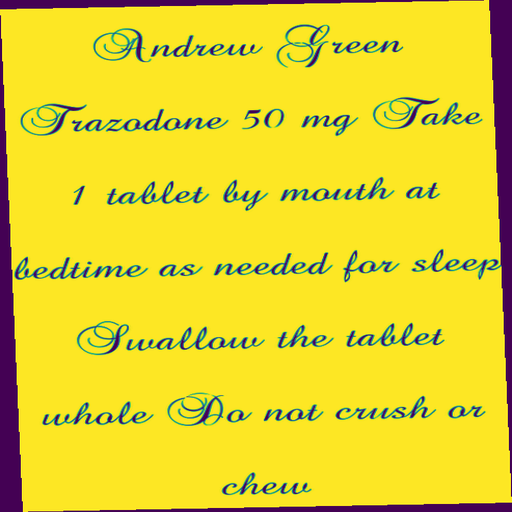 Andrew Green
Trazodone 50 mg Take
1 tablet by mouth at
bedtime as needed for sleep
Swallow the tablet
whole Do not crush or
chew